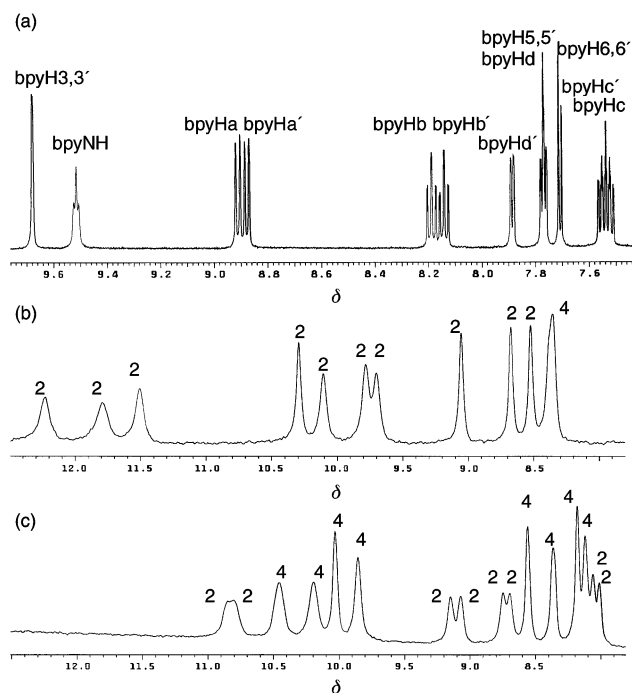 (a)
bpyH5,5´
bpyHd
bpyH6,6´
bpyH3,3´
bpyNH
bpyHa bpyHa´
bpyHb bpyHb´
bpyHd´
bpyHc´
bpyHc
9.6 9.4 9.2 9.0 8.8 8.6 8.4 8.2 8.0 7.8 7.6
δ
(b)
2 2 2 2 2 2 2 2 2 2 4
12.0 11.5 11.0 10.5 10.0 9.5 9.0 8.5
δ
(c)
2 2 4 4 4 4 2 2 2 2 4 4 4 4 2 2
12.0 11.5 11.0 10.5 10.0 9.5 9.0 8.5
δ